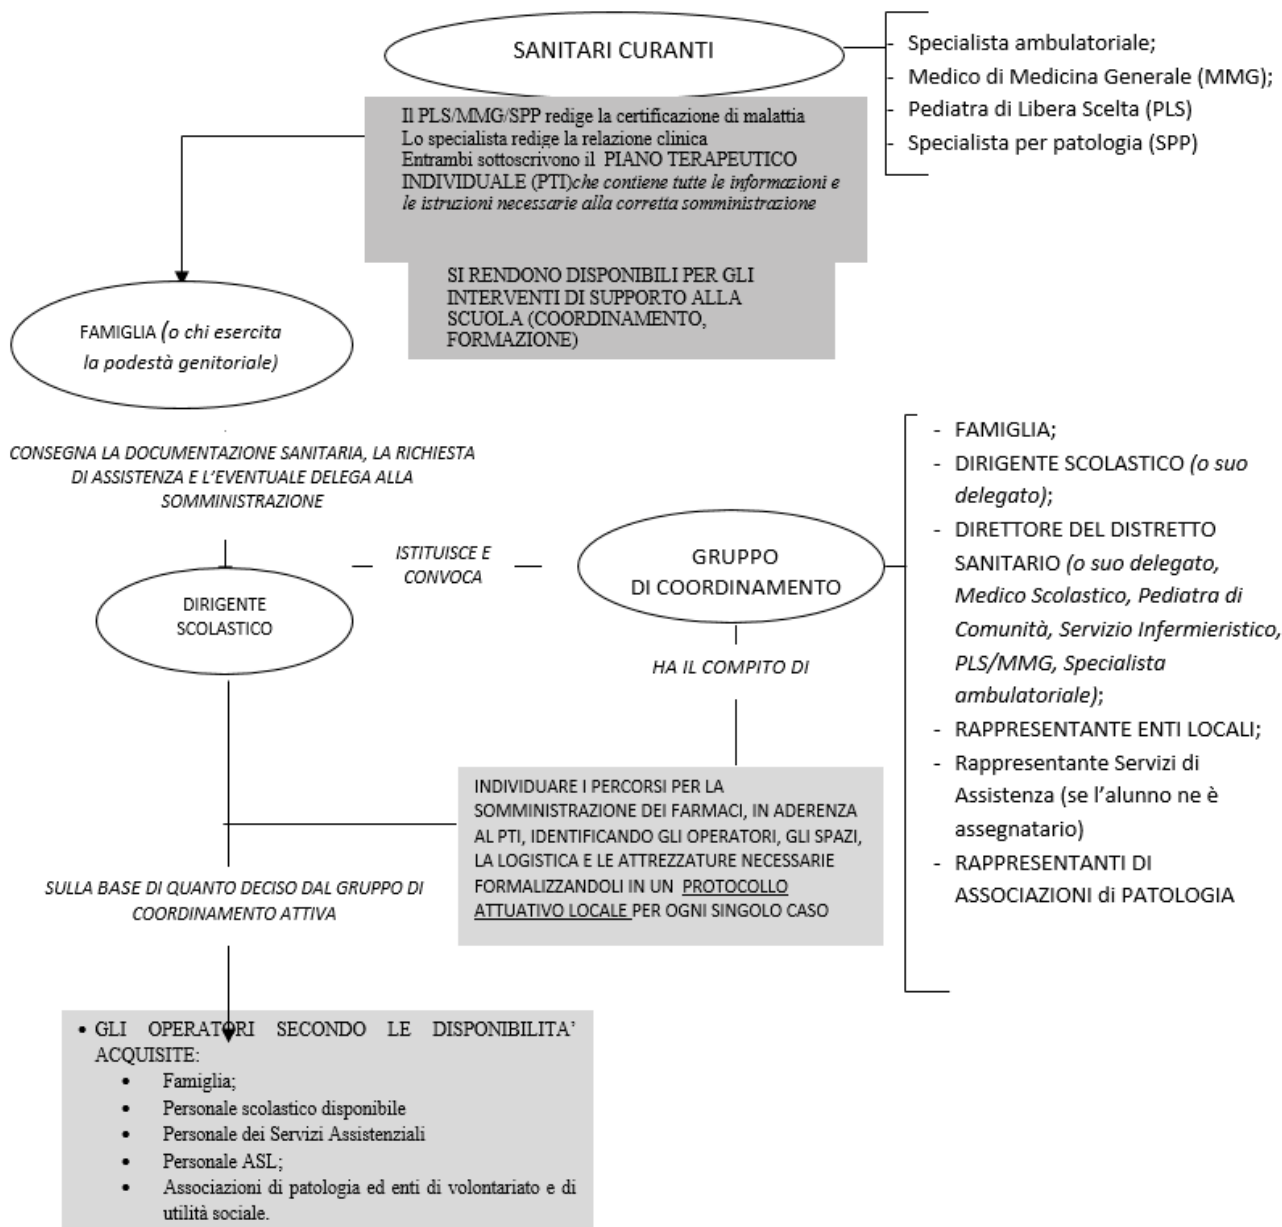 SANITARI CURANTI
- Specialista ambulatoriale;
- Medico di Medicina Generale (MMG);
- Pediatra di Libera Scelta (PLS)
- Specialista per patologia (SPP)
Il PLS/MMG/SPP redige la certificazione di malattia
Lo specialista redige la relazione clinica
Entrambi sottoscrivono il PIANO TERAPEUTICO
INDIVIDUALE (PTI)che contiene tutte le informazioni e
le istruzioni necessarie alla corretta somministrazione
SI RENDONO DISPONIBILI PER GLI
INTERVENTI DI SUPPORTO ALLA
SCUOLA (COORDINAMENTO,
FORMAZIONE)
FAMIGLIA (o chi esercita
la podestà genitoriale)
CONSEGNA LA DOCUMENTAZIONE SANITARIA, LA RICHIESTA
DI ASSISTENZA E L'EVENTUALE DELEGA ALLA
SOMMINISTRAZIONE
DIRIGENTE
SCOLASTICO
ISTITUISCE E
CONVOCA
GRUPPO
DI COORDINAMENTO
- FAMIGLIA;
- DIRIGENTE SCOLASTICO (o suo
delegato);
- DIRETTORE DEL DISTRETTO
SANITARIO (o suo delegato,
Medico Scolastico, Pediatra di
Comunità, Servizio Infermieristico,
PLS/MMG, Specialista
ambulatoriale);
- RAPPRESENTANTE ENTI LOCALI;
- Rappresentante Servizi di
Assistenza (se l'alunno ne è
assegnatario)
- RAPPRESENTANTI DI
ASSOCIAZIONI di PATOLOGIA
HA IL COMPITO DI
INDIVIDUARE I PERCORSI PER LA
SOMMINISTRAZIONE DEI FARMACI, IN ADERENZA
AL PTI, IDENTIFICANDO GLI OPERATORI, GLI SPAZI,
LA LOGISTICA E LE ATTREZZATURE NECESSARIE
FORMALIZZANDOLI IN UN PROTOCOLLO
ATTUATIVO LOCALE PER OGNI SINGOLO CASO
SULLA BASE DI QUANTO DECISO DAL GRUPPO DI
COORDINAMENTO ATTIVA
• GLI OPERATORI SECONDO LE DISPONIBILITA'
ACQUISITE:
• Famiglia;
• Personale scolastico disponibile
• Personale dei Servizi Assistenziali
• Personale ASL;
• Associazioni di patologia ed enti di volontariato e di
utilità sociale.